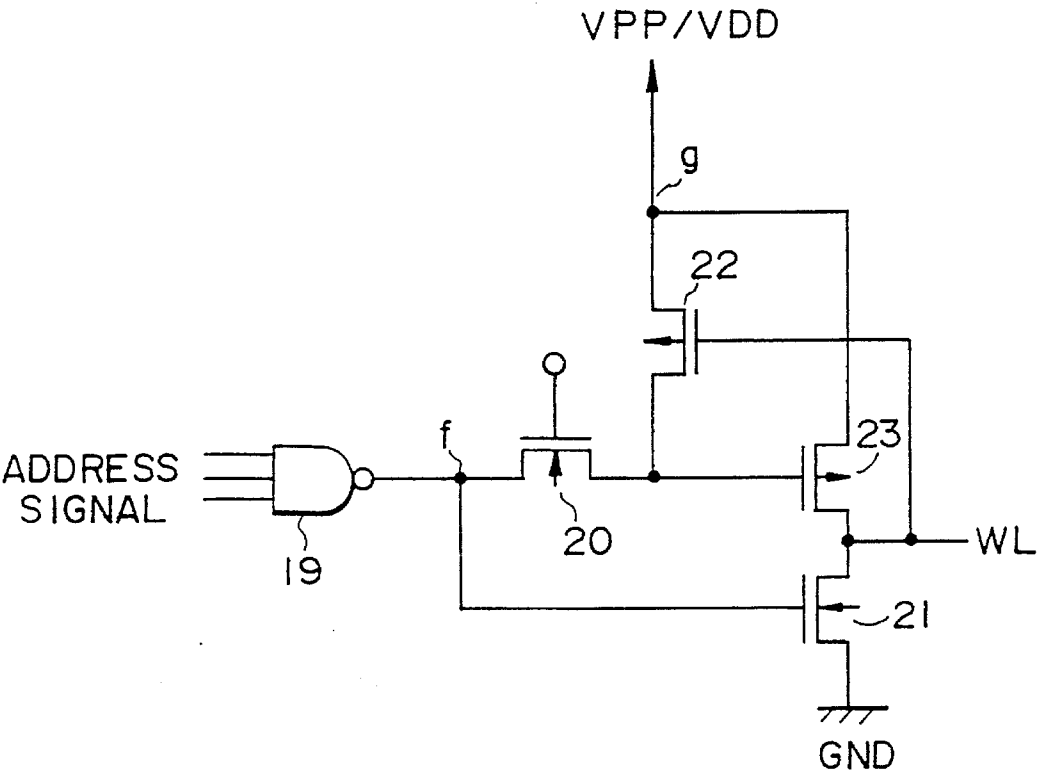 VPP/VDD
g
22
f
23
ADDRESS
SIGNAL
20
WL
19
21
GND